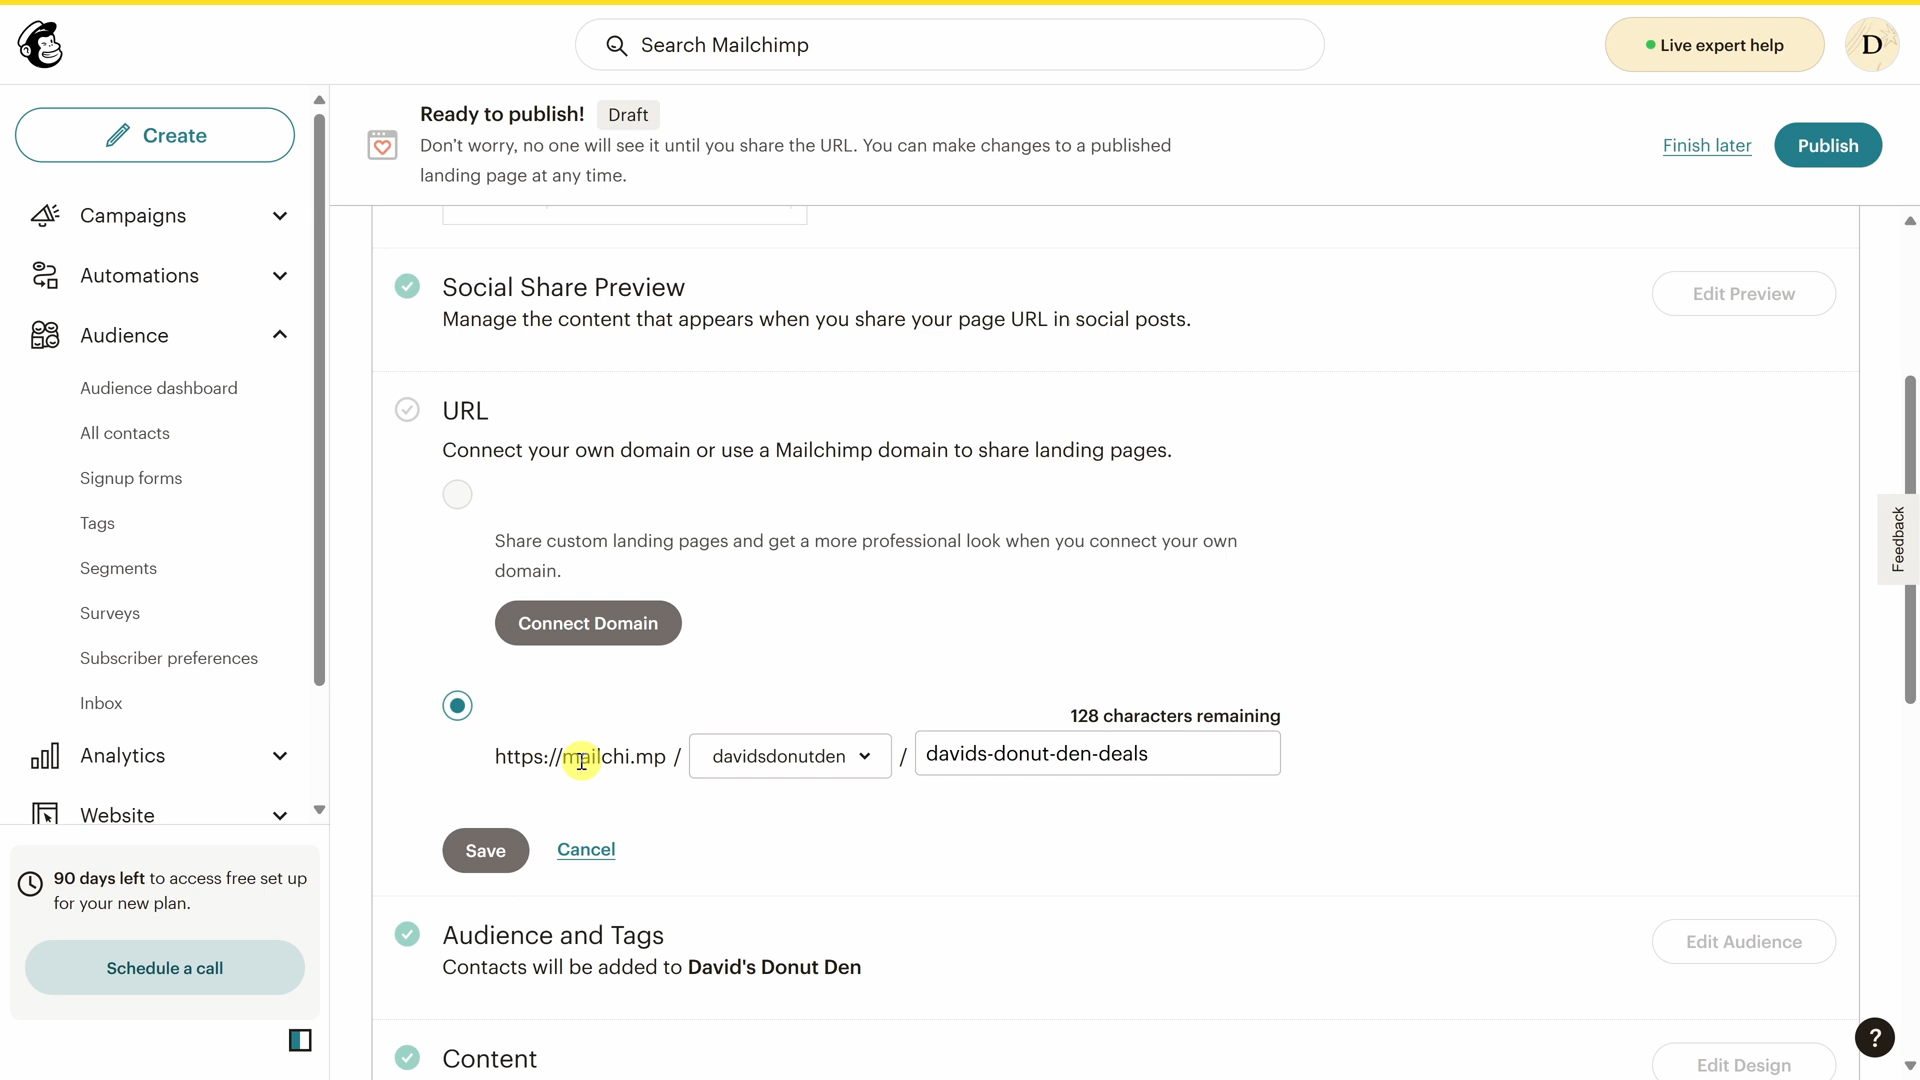 Search Mailchimp
Live expert help
D
Create
Campaigns
Automations
Audience
Audience dashboard
All contacts
Signup forms
Tags
Segments
Surveys
Subscriber preferences
Inbox
Analytics
Website
90 days left to access free set up
for your new plan.
Schedule a call
Ready to publish! Draft
Don't worry, no one will see it until you share the URL. You can make changes to a published
landing page at any time.
Finish later
Publish
Social Share Preview
Manage the content that appears when you share your page URL in social posts.
Edit Preview
URL
Connect your own domain or use a Mailchimp domain to share landing pages.
Share custom landing pages and get a more professional look when you connect your own
domain.
Connect Domain
128 characters remaining
https://mailchi.mp / davidsdonutden / davids-donut-den-deals
Save Cancel
Audience and Tags
Contacts will be added to David's Donut Den
Edit Audience
Content
Edit Design
Feedback
?